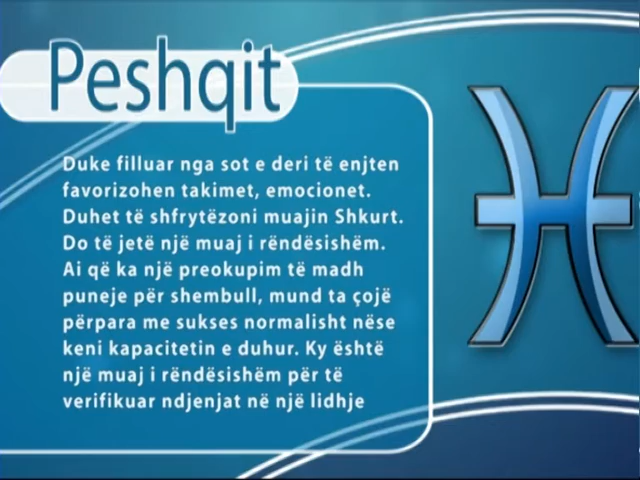 Peshqit
Duke filluar nga sot e deri të enjten
favorizohen takimet, emocionet.
Duhet të shfrytëzoni muajin Shkurt.
Do të jetë një muaj i rëndësishëm.
Ai që ka një preokupim të madh
puneje për shembull, mund ta çojë
përpara me sukses normalisht nëse
keni kapacitetin e duhur. Ky është
një muaj i rëndësishëm për të
verifikuar ndjenjat në një lidhje